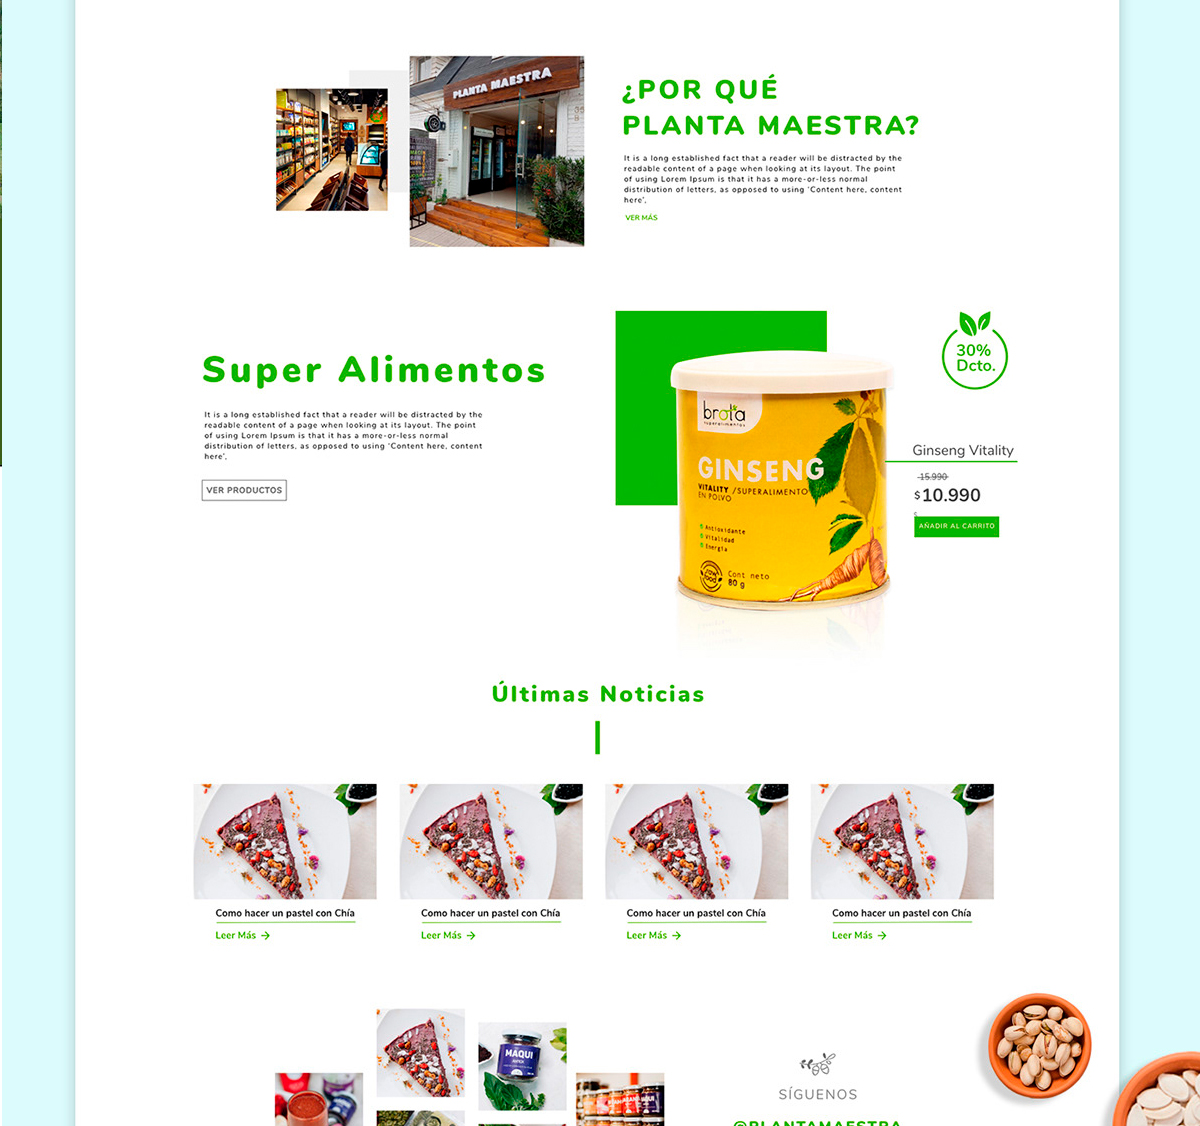 PLANTA MAESTRA
¿POR QUÉ
PLANTA MAESTRA?
It is a long established fact that a reader will be distracted by the
readable content of a page when looking at its layout. The point
of using Lorem Ipsum is that it has a more-or-less normal
distribution of letters, as opposed to using 'Content here, content
here',
VER MÁS
Super Alimentos
It is a long established fact that a reader will be distracted by the
readable content of a page when looking at its layout. The point
of using Lorem Ipsum is that it has a more-or-less normal
distribution of letters, as opposed to using 'Content here, content
here',
VER PRODUCTOS
brota
superalimentos
GINSENG
VITALITY /SUPERALIMENTO
EN POLVO
Antioxidante
Vitalidad
Energía
raw food
Cont neto
80 g
30%
Dcto.
Ginseng Vitality
15.990
$10.990
AÑADIR AL CARRITO
Últimas Noticias
Como hacer un pastel con Chía
Leer Más →
Como hacer un pastel con Chía
Leer Más →
Como hacer un pastel con Chía
Leer Más →
Como hacer un pastel con Chía
Leer Más →
MAQUI
SÍGUENOS
@PLANTAMAESTRA